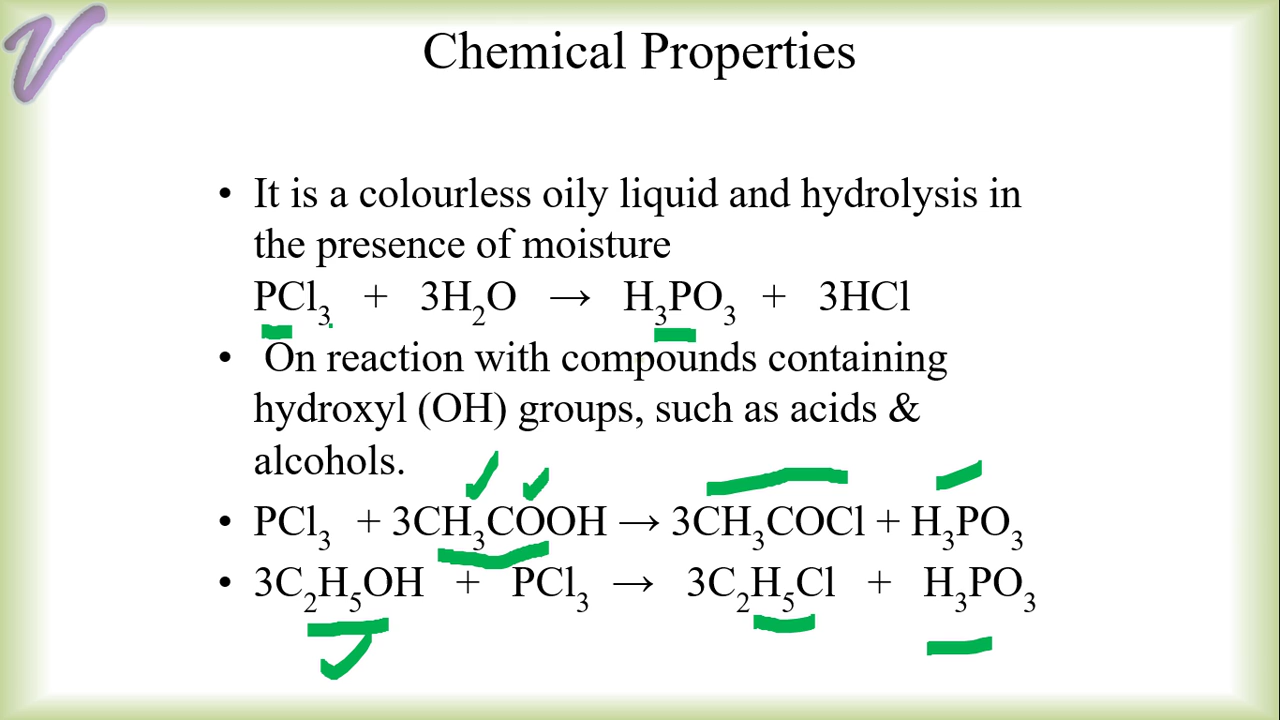 V
Chemical Properties
• It is a colourless oily liquid and hydrolysis in
the presence of moisture
PCl₃ + 3H₂O → H₃PO₃ + 3HCl
• On reaction with compounds containing
hydroxyl (OH) groups, such as acids &
alcohols.
• PCl₃ + 3CH₃COOH → 3CH₃COCl + H₃PO₃
• 3C₂H₅OH + PCl₃ → 3C₂H₅Cl + H₃PO₃